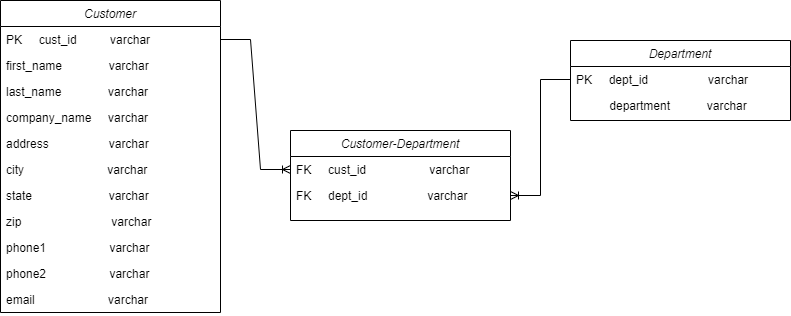 Customer
PK cust_id varchar
first_name varchar
last_name varchar
company_name varchar
address varchar
city varchar
state varchar
zip varchar
phone1 varchar
phone2 varchar
email varchar
Customer-Department
FK cust_id varchar
FK dept_id varchar
Department
PK dept_id varchar
department varchar